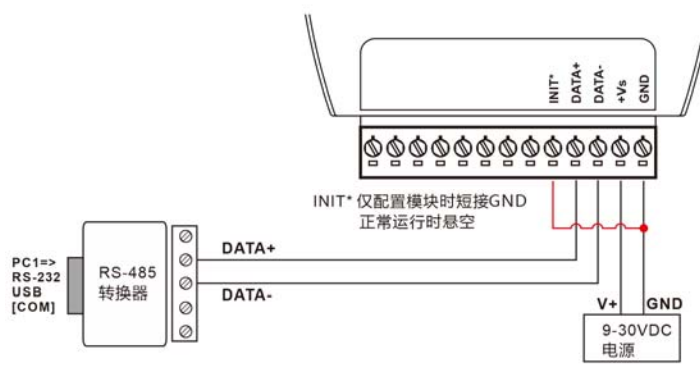 INIT*
DATA+
DATA-
+Vs
GND
INIT* 仅配置模块时短接GND
正常运行时悬空
DATA+
DATA-
PC1=>
RS-232
USB
[COM]
RS-485
转换器
V+
GND
9-30VDC
电源